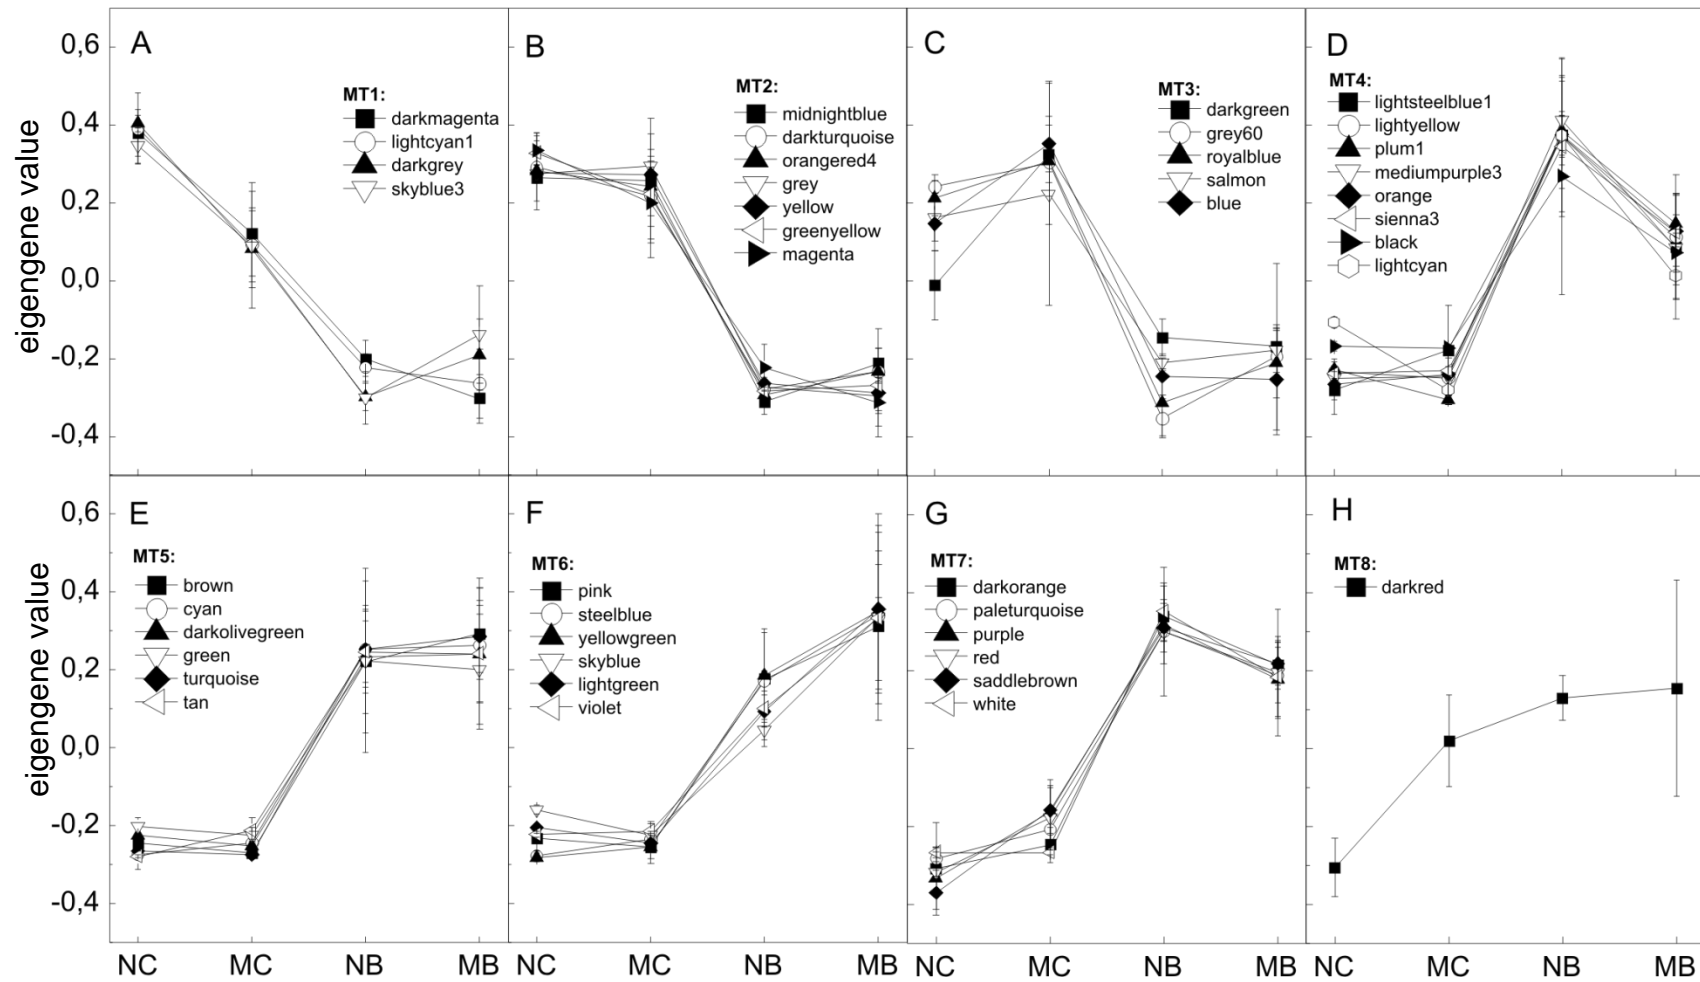 A
MT1:
darkmagenta
lightcyan1
darkgrey
skyblue3
B
MT2:
midnightblue
darkturquoise
orangered4
grey
yellow
greenyellow
magenta
C
MT3:
darkgreen
grey60
royalblue
salmon
blue
D
MT4:
lightsteelblue1
lightyellow
plum1
mediumpurple3
orange
sienna3
black
lightcyan
eigengene value
0,6
0,4
0,2
0,0
-0,2
-0,4
E
MT5:
brown
cyan
darkolivegreen
green
turquoise
tan
F
MT6:
pink
steelblue
yellowgreen
skyblue
lightgreen
violet
G
MT7:
darkorange
paleturquoise
purple
red
saddlebrown
white
H
MT8:
darkred
eigengene value
0,6
0,4
0,2
0,0
-0,2
-0,4
NC MC NB MB NC MC NB MB NC MC NB MB NC MC NB MB